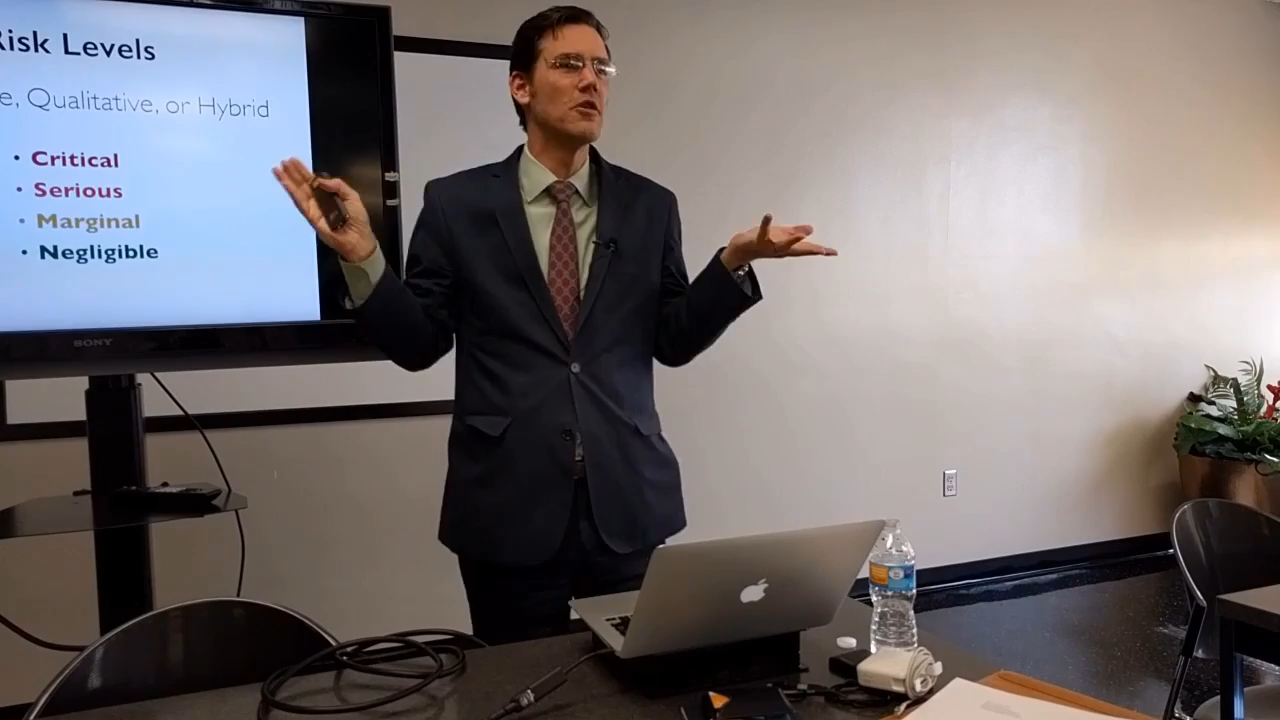 Risk Levels
e, Qualitative, or Hybrid
• Critical
• Serious
• Marginal
• Negligible
SONY